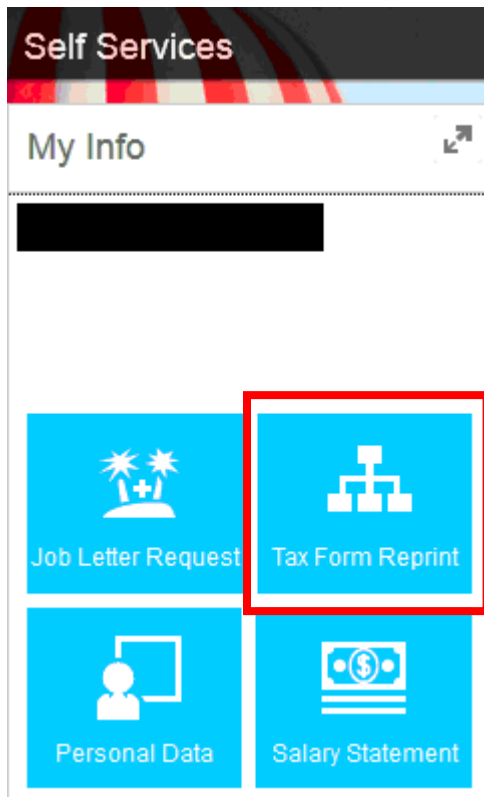 Self Services
My Info
Job Letter Request
Tax Form Reprint
Personal Data
Salary Statement